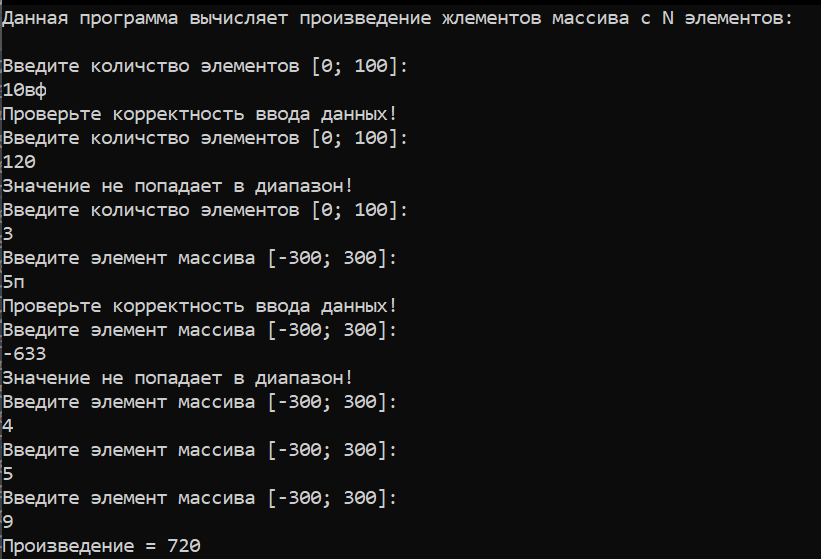 Данная программа вычисляет произведение жлементов массива с N элементов:
Введите количство элементов [0; 100]:
10вф
Проверьте корректность ввода данных!
Введите количство элементов [0; 100]:
120
Значение не попадает в диапазон!
Введите количство элементов [0; 100]:
3
Введите элемент массива [-300; 300]:
5п
Проверьте корректность ввода данных!
Введите элемент массива [-300; 300]:
-633
Значение не попадает в диапазон!
Введите элемент массива [-300; 300]:
4
Введите элемент массива [-300; 300]:
5
Введите элемент массива [-300; 300]:
9
Произведение = 720